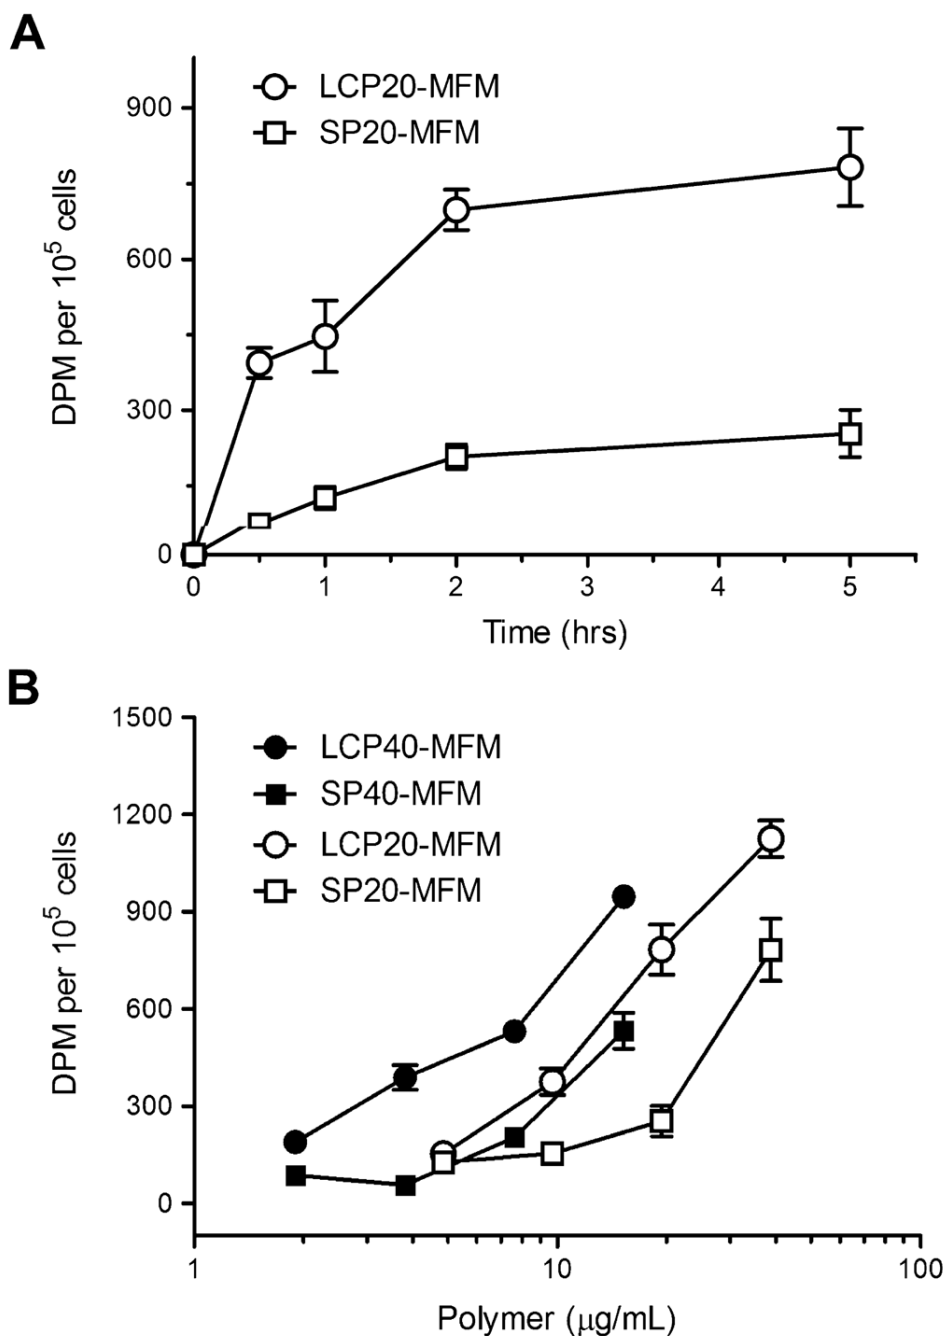 A
LCP20-MFM
SP20-MFM
900
600
300
0
DPM per 10⁵ cells
0 1 2 3 4 5
Time (hrs)
B
LCP40-MFM
SP40-MFM
LCP20-MFM
SP20-MFM
1500
1200
900
600
300
0
DPM per 10⁵ cells
1 10 100
Polymer (μg/mL)